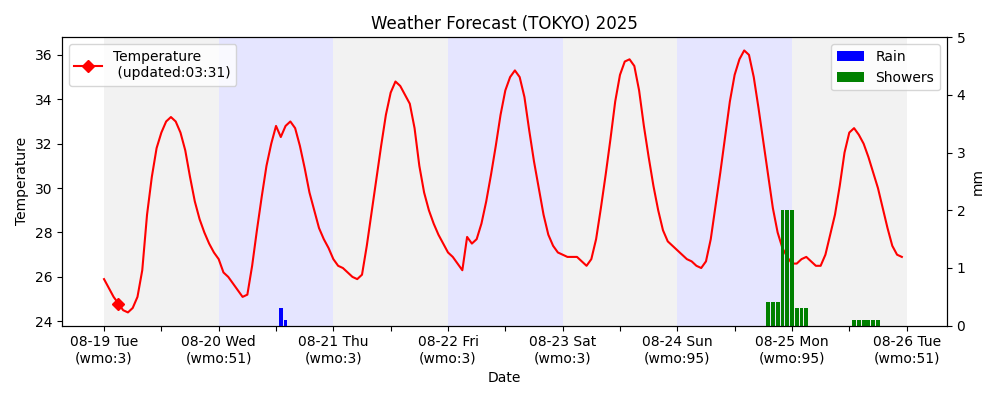 Weather Forecast (TOKYO) 2025
Temperature
(updated:03:31)
Rain
Showers
36
34
32
30
28
26
24
Temperature
5
4
3
2
1
0
mm
08-19 Tue
(wmo:3)
08-20 Wed
(wmo:51)
08-21 Thu
(wmo:3)
08-22 Fri
(wmo:3)
08-23 Sat
(wmo:3)
08-24 Sun
(wmo:95)
08-25 Mon
(wmo:95)
08-26 Tue
(wmo:51)
Date